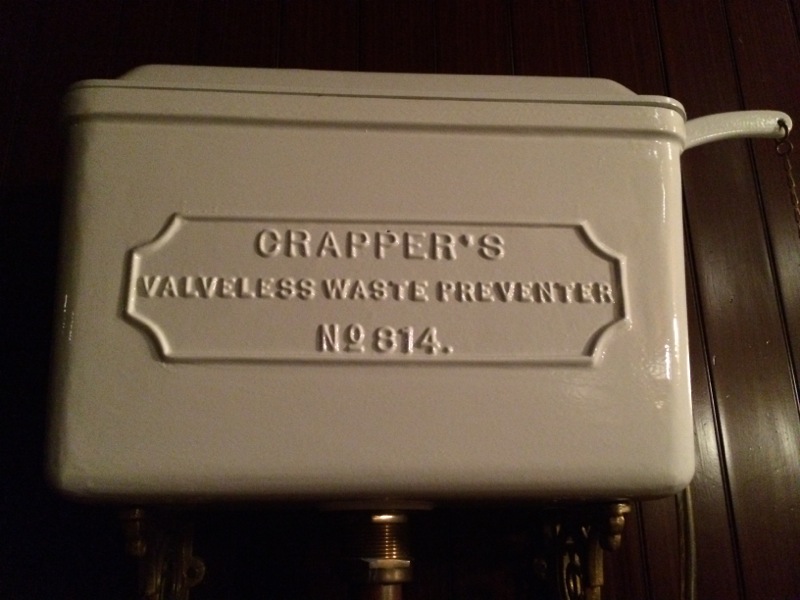 CRAPPER'S
VALVELESS WASTE PREVENTER
Nº 814.